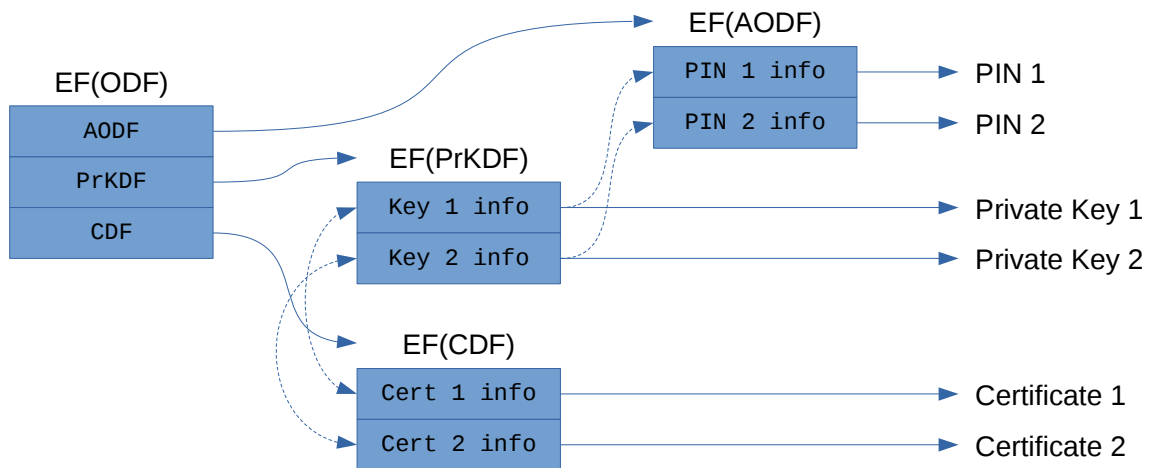 EF(AODF)
PIN 1 info
PIN 1
PIN 2 info
PIN 2
EF(ODF)
AODF
PrKDF
CDF
EF(PrKDF)
Key 1 info
Private Key 1
Key 2 info
Private Key 2
EF(CDF)
Cert 1 info
Certificate 1
Cert 2 info
Certificate 2